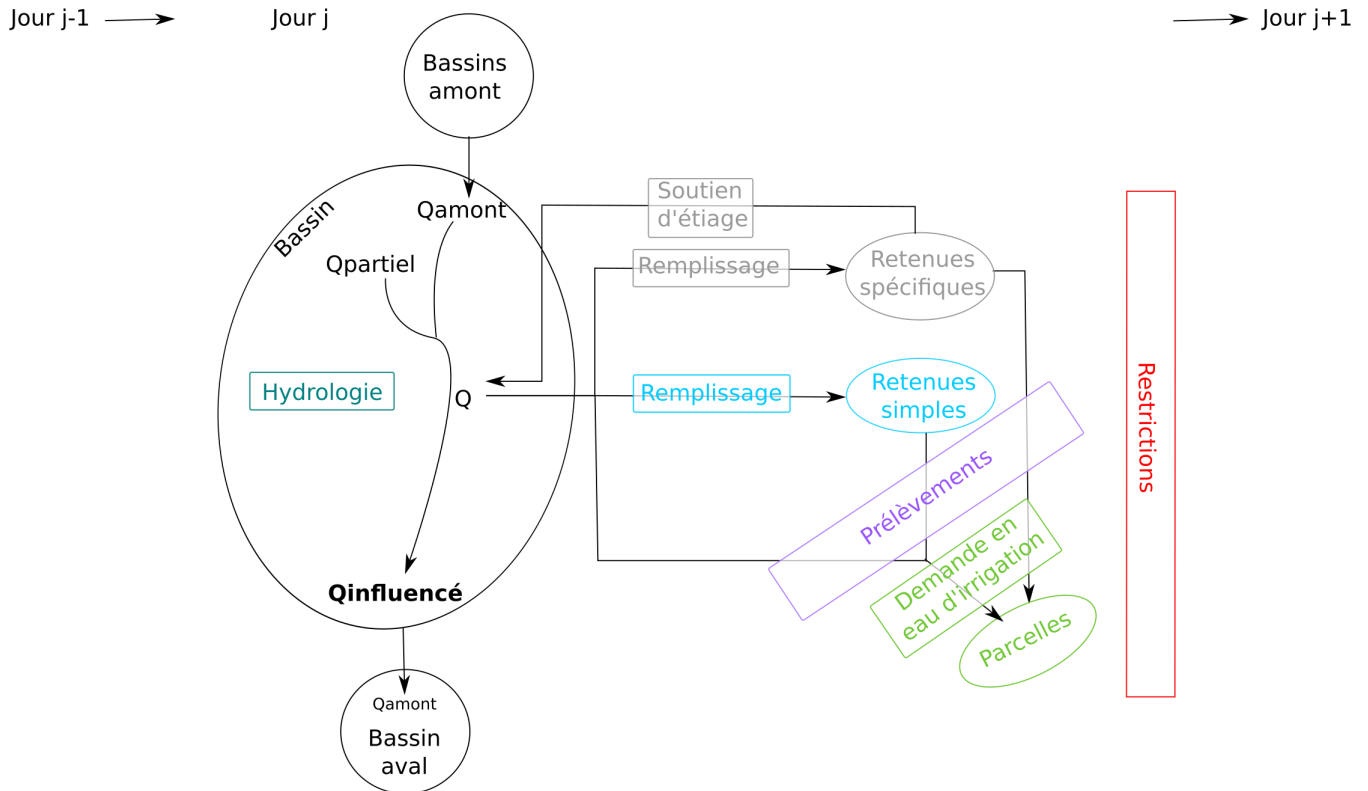 Jour j-1
Jour j
Jour j+1
Bassins
amont
Bassin
Qamont
Qpartiel
Hydrologie
Q
Qinfluencé
Qamont
Bassin
aval
Soutien
d'étiage
Remplissage
Retenues
spécifiques
Remplissage
Retenues
simples
Prélèvements
Demande en
eau d'irrigation
Parcelles
Restrictions